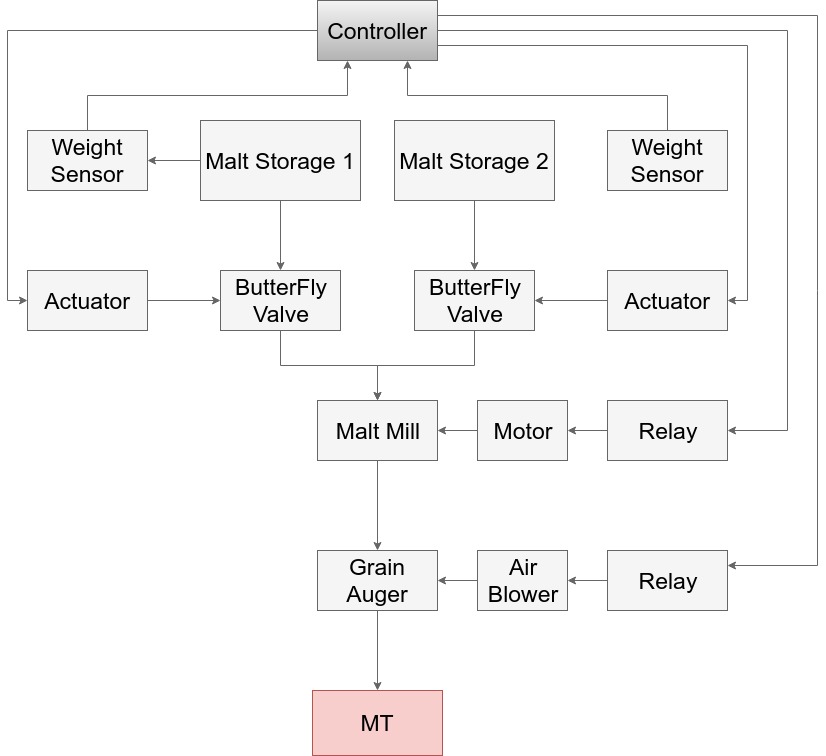 Controller
Weight
Sensor
Malt Storage 1
Malt Storage 2
Weight
Sensor
Actuator
ButterFly
Valve
ButterFly
Valve
Actuator
Malt Mill
Motor
Relay
Grain
Auger
Air
Blower
Relay
MT